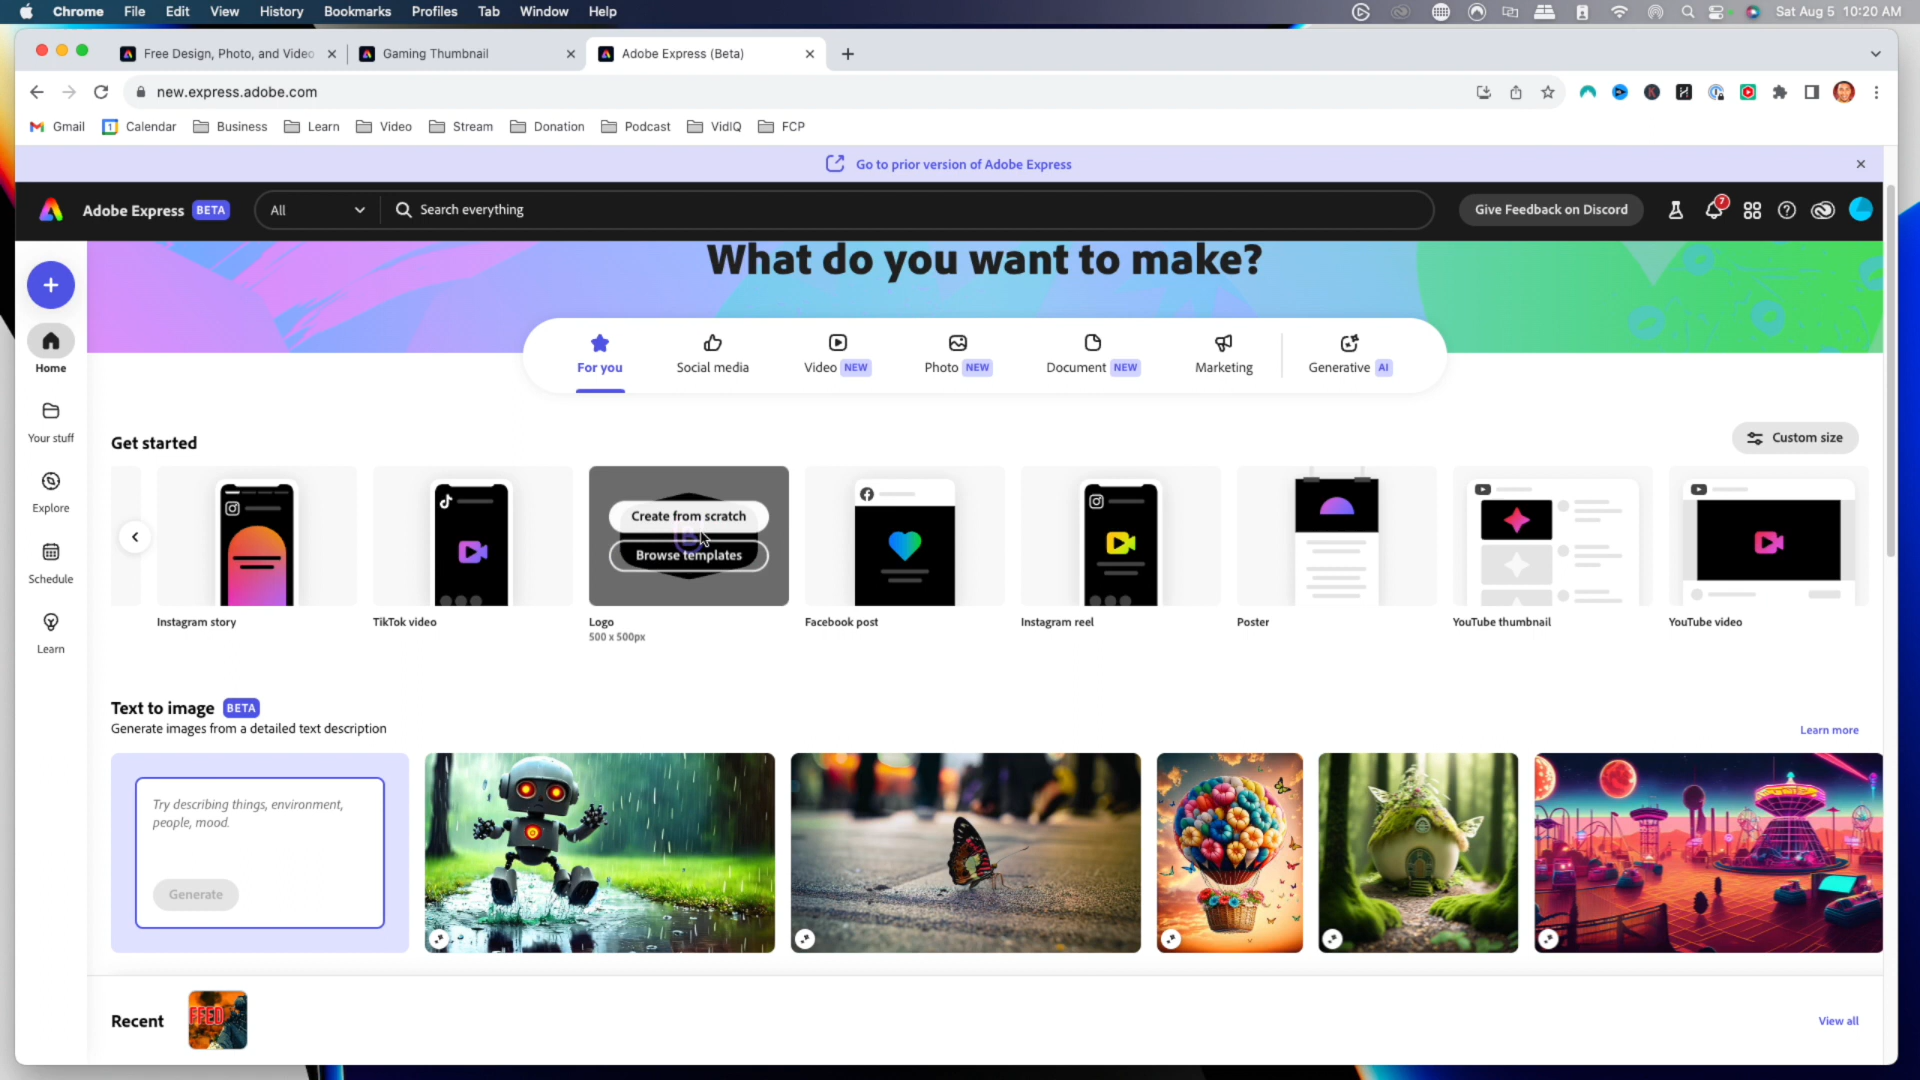 Chrome File Edit View History Bookmarks Profiles Tab Window Help Sat Aug 5 10:20 AM
Free Design, Photo, and Video Gaming Thumbnail Adobe Express (Beta)
new.express.adobe.com
Gmail Calendar Business Learn Video Stream Donation Podcast VidIQ FCP
Go to prior version of Adobe Express
Adobe Express BETA All Search everything Give Feedback on Discord 7
What do you want to make?
For you Social media Video NEW Photo NEW Document NEW Marketing Generative AI
Home
Your stuff
Explore
Schedule
Learn
Get started Custom size
Create from scratch
Browse templates
Instagram story TikTok video Logo Facebook post Instagram reel Poster YouTube thumbnail YouTube video
500 x 500px
Text to image BETA
Generate images from a detailed text description Learn more
Try describing things, environment,
people, mood.
Generate
Recent FFED View all